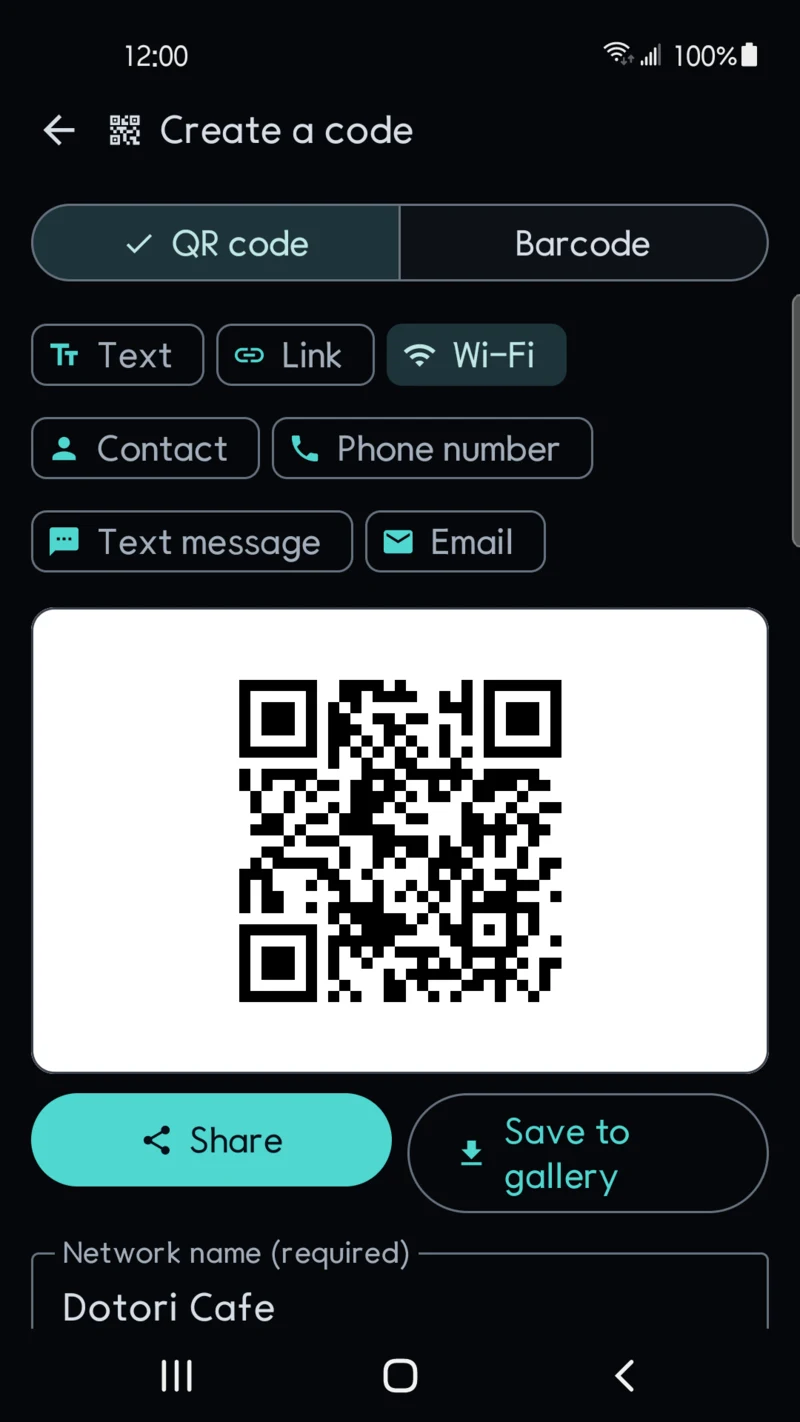 12:00
100%
Create a code
QR code
Barcode
Text
Link
Wi-Fi
Contact
Phone number
Text message
Email
Share
Save to
gallery
Network name (required)
Dotori Cafe